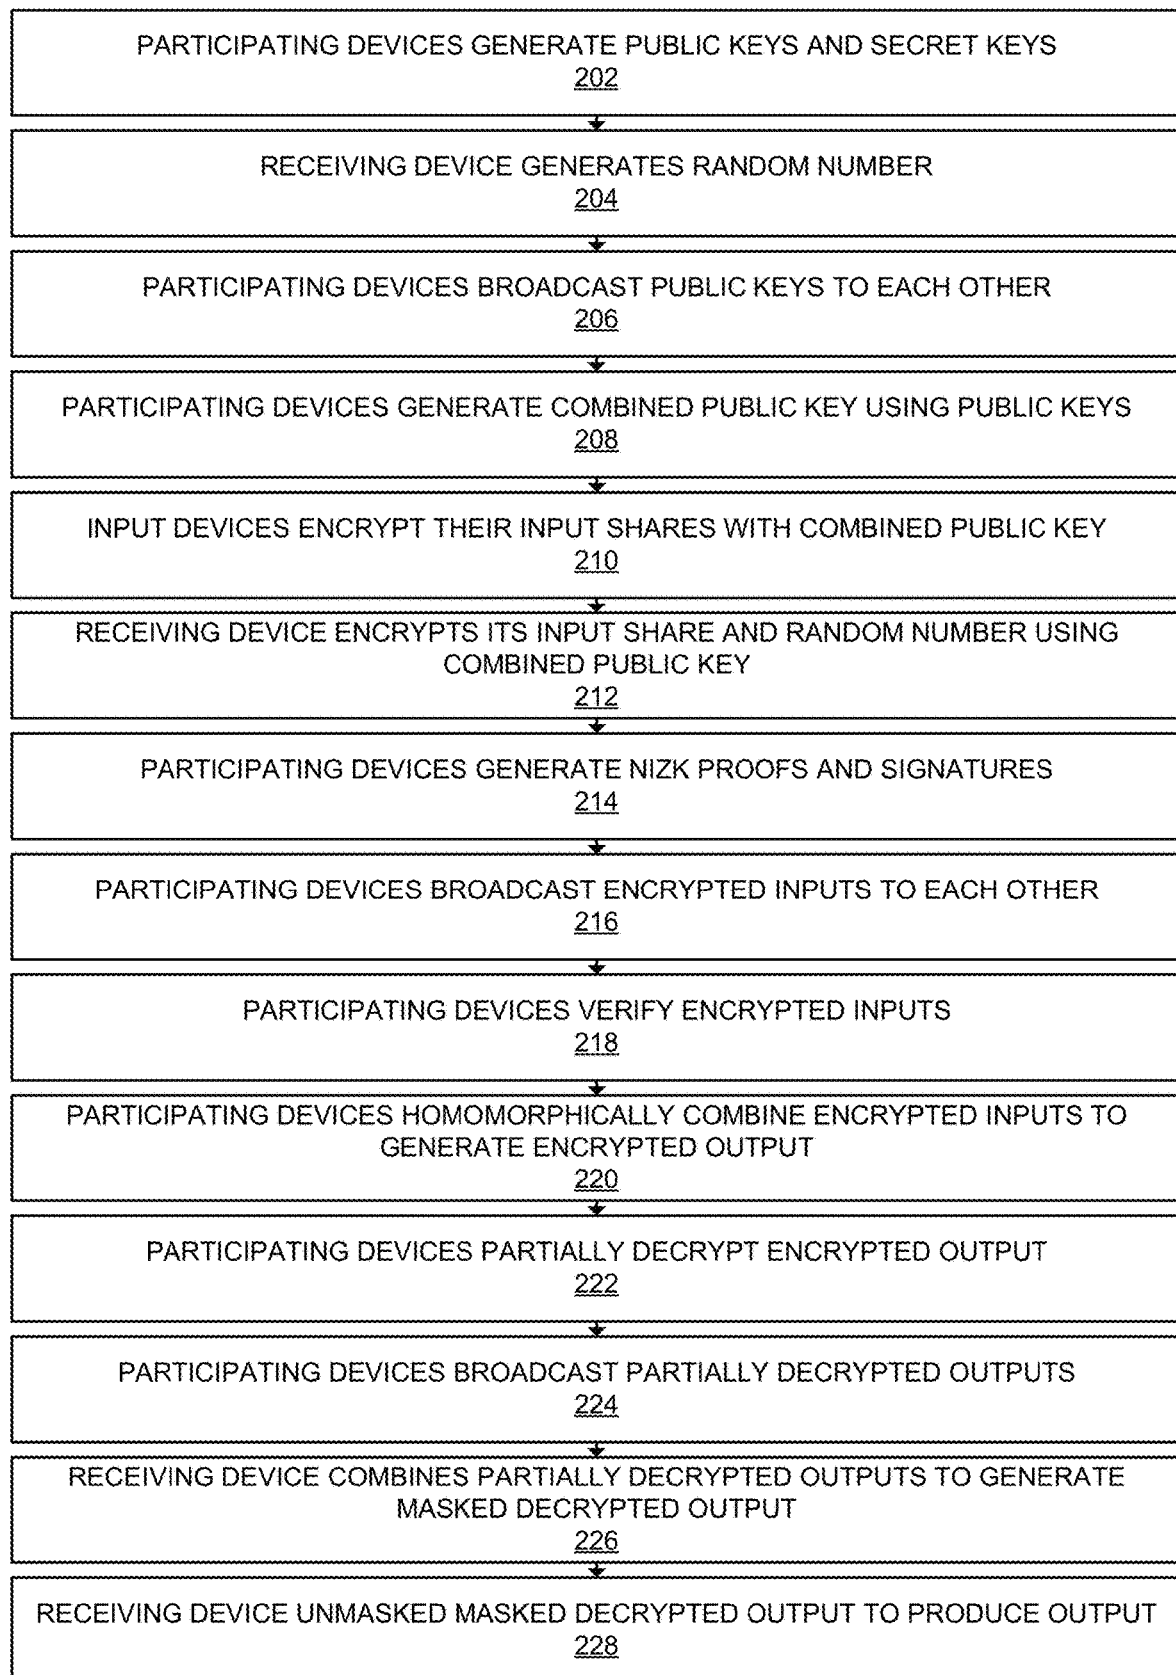 PARTICIPATING DEVICES GENERATE PUBLIC KEYS AND SECRET KEYS
202
RECEIVING DEVICE GENERATES RANDOM NUMBER
204
PARTICIPATING DEVICES BROADCAST PUBLIC KEYS TO EACH OTHER
206
PARTICIPATING DEVICES GENERATE COMBINED PUBLIC KEY USING PUBLIC KEYS
208
INPUT DEVICES ENCRYPT THEIR INPUT SHARES WITH COMBINED PUBLIC KEY
210
RECEIVING DEVICE ENCRYPTS ITS INPUT SHARE AND RANDOM NUMBER USING
COMBINED PUBLIC KEY
212
PARTICIPATING DEVICES GENERATE NIZK PROOFS AND SIGNATURES
214
PARTICIPATING DEVICES BROADCAST ENCRYPTED INPUTS TO EACH OTHER
216
PARTICIPATING DEVICES VERIFY ENCRYPTED INPUTS
218
PARTICIPATING DEVICES HOMOMORPHICALLY COMBINE ENCRYPTED INPUTS TO
GENERATE ENCRYPTED OUTPUT
220
PARTICIPATING DEVICES PARTIALLY DECRYPT ENCRYPTED OUTPUT
222
PARTICIPATING DEVICES BROADCAST PARTIALLY DECRYPTED OUTPUTS
224
RECEIVING DEVICE COMBINES PARTIALLY DECRYPTED OUTPUTS TO GENERATE
MASKED DECRYPTED OUTPUT
226
RECEIVING DEVICE UNMASKED MASKED DECRYPTED OUTPUT TO PRODUCE OUTPUT
228